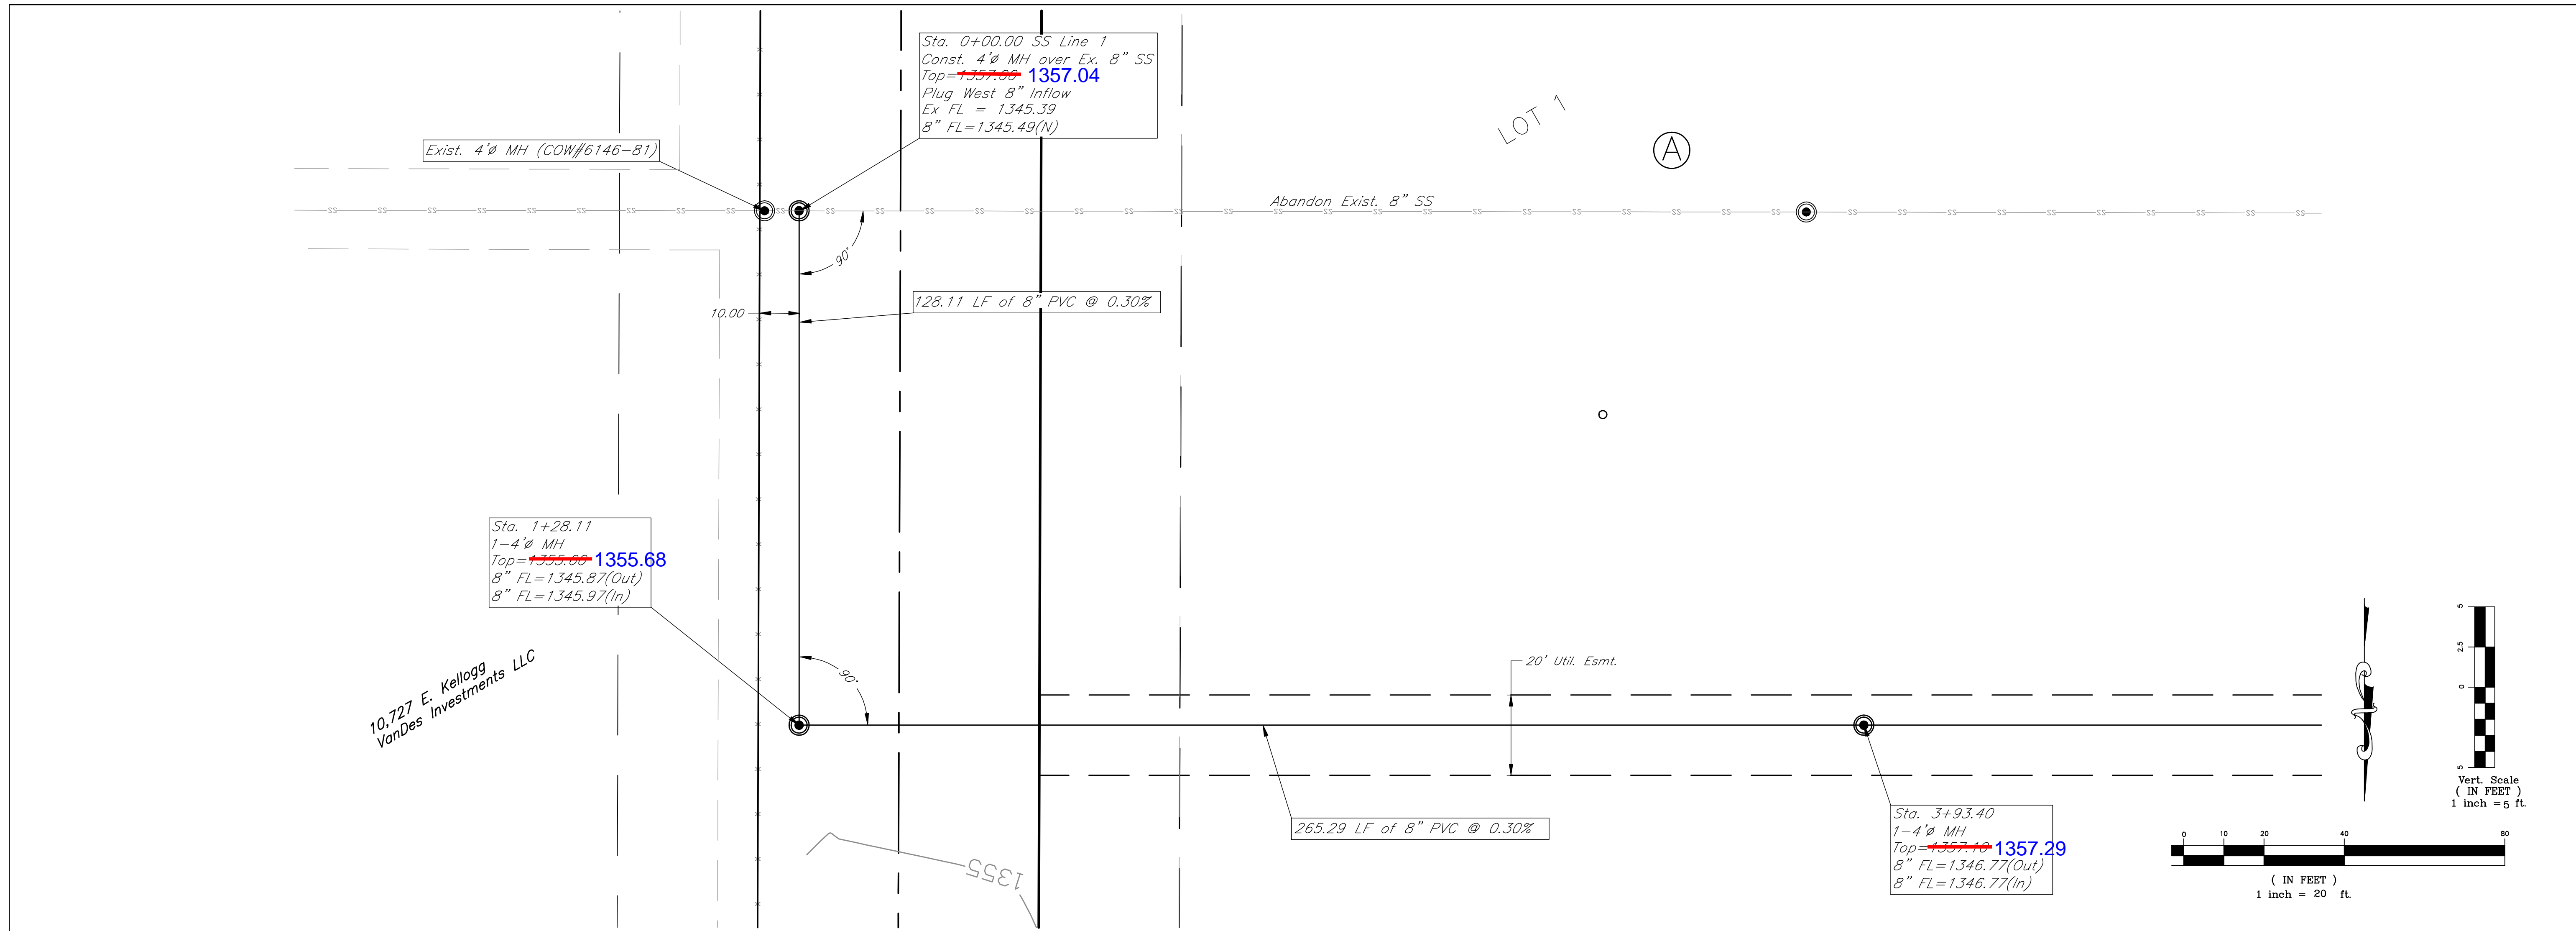 Sta. 0+00.00 SS Line 1
Const. 4'ø MH over Ex. 8" SS
Top=1357.00 1357.04
Plug West 8" Inflow
Ex FL = 1345.39
8" FL=1345.49(N)
Exist. 4'ø MH (COW#6146-81)
LOT 1
A
Abandon Exist. 8" SS
90°
128.11 LF of 8" PVC @ 0.30%
10.00
Sta. 1+28.11
1-4'ø MH
Top= 1355.68
8" FL=1345.87(Out)
8" FL=1345.97(In)
90°
20' Util. Esmt.
10,727 E. Kellogg
VanDes Investments LLC
265.29 LF of 8" PVC @ 0.30%
1355
Sta. 3+93.40
1-4'ø MH
Top=1357.10 1357.29
8" FL=1346.77(Out)
8" FL=1346.77(In)
5
2.5
0
5
Vert. Scale
( IN FEET )
1 inch = 5 ft.
0 10 20 40 80
( IN FEET )
1 inch = 20 ft.